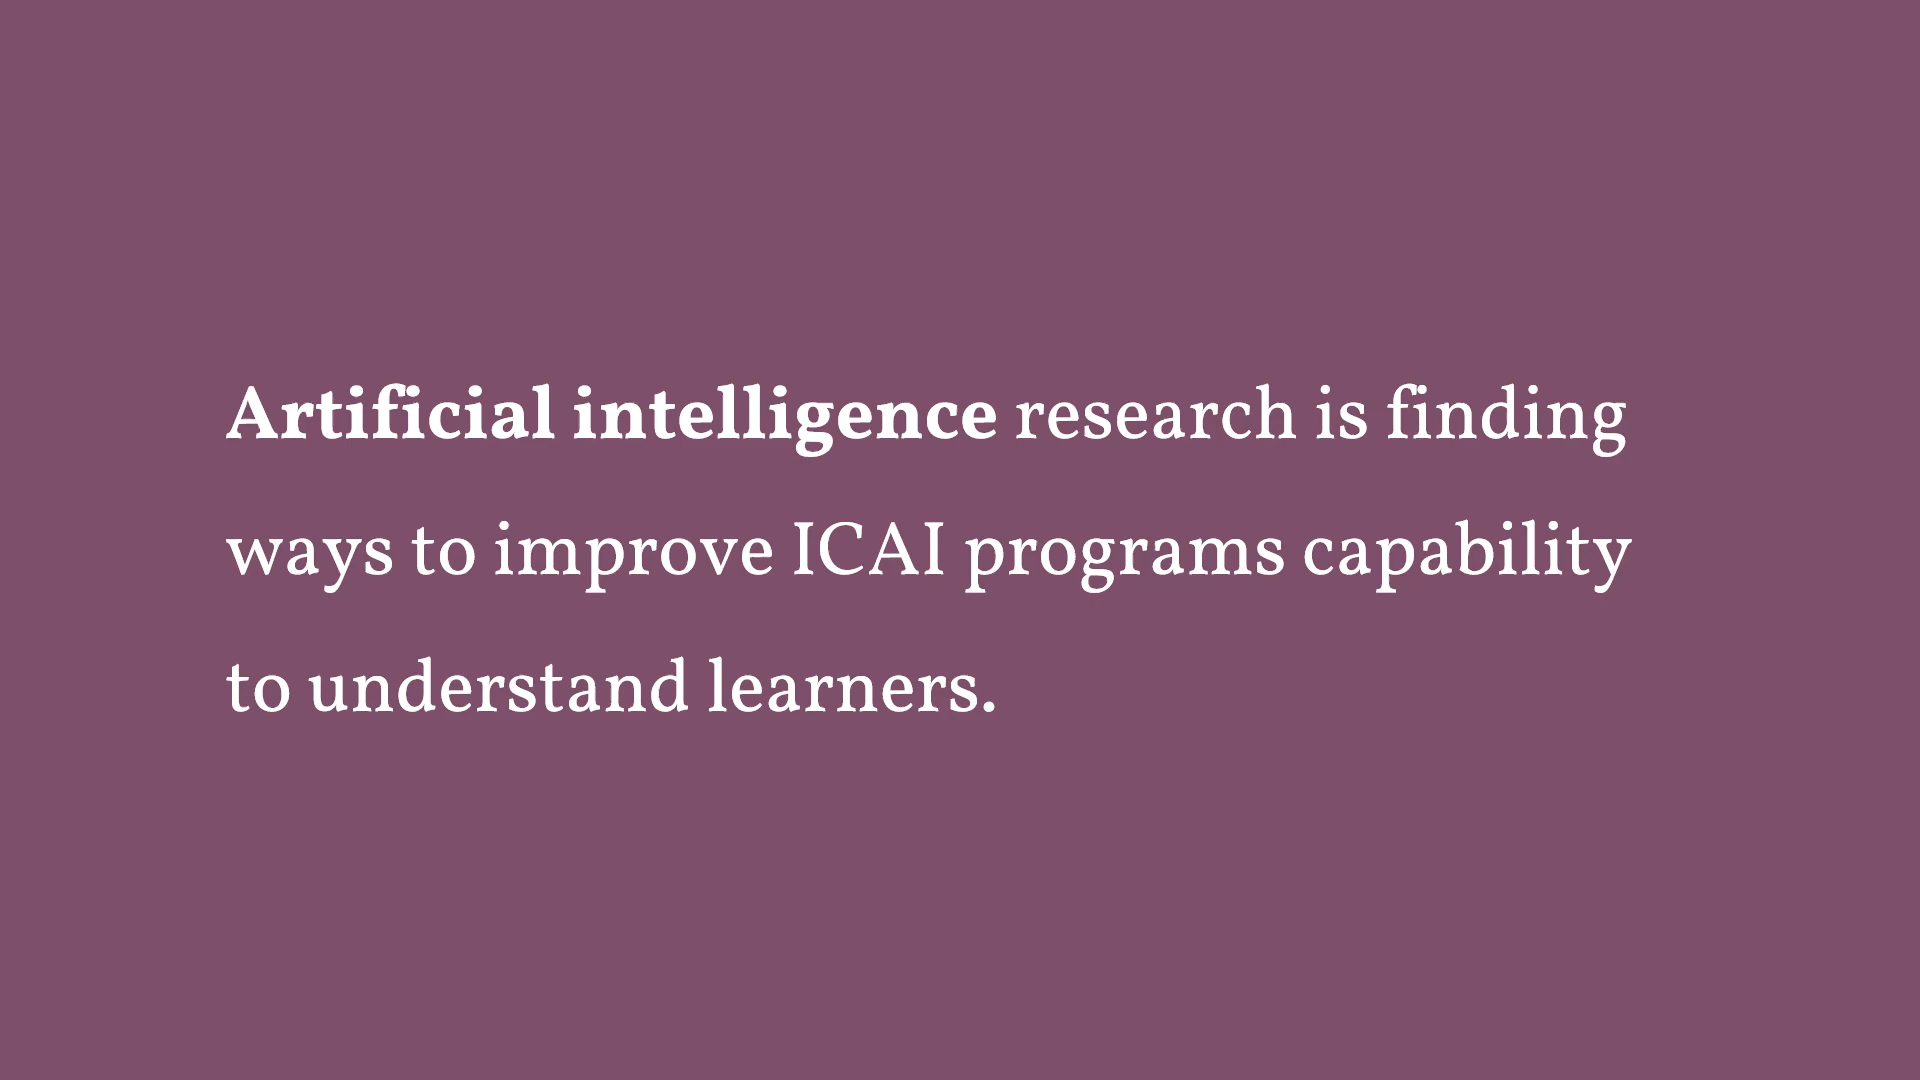 Artificial intelligence research is finding
ways to improve ICAI programs capability
to understand learners.